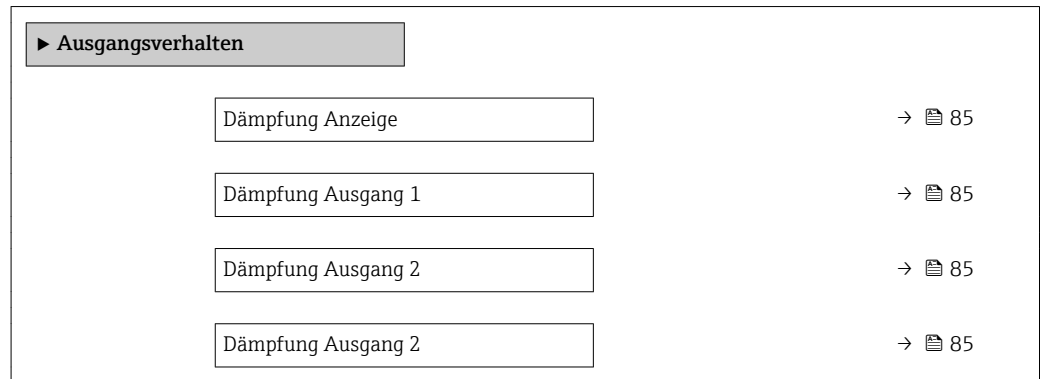 ▶ Ausgangsverhalten
Dämpfung Anzeige → 85
Dämpfung Ausgang 1 → 85
Dämpfung Ausgang 2 → 85
Dämpfung Ausgang 2 → 85